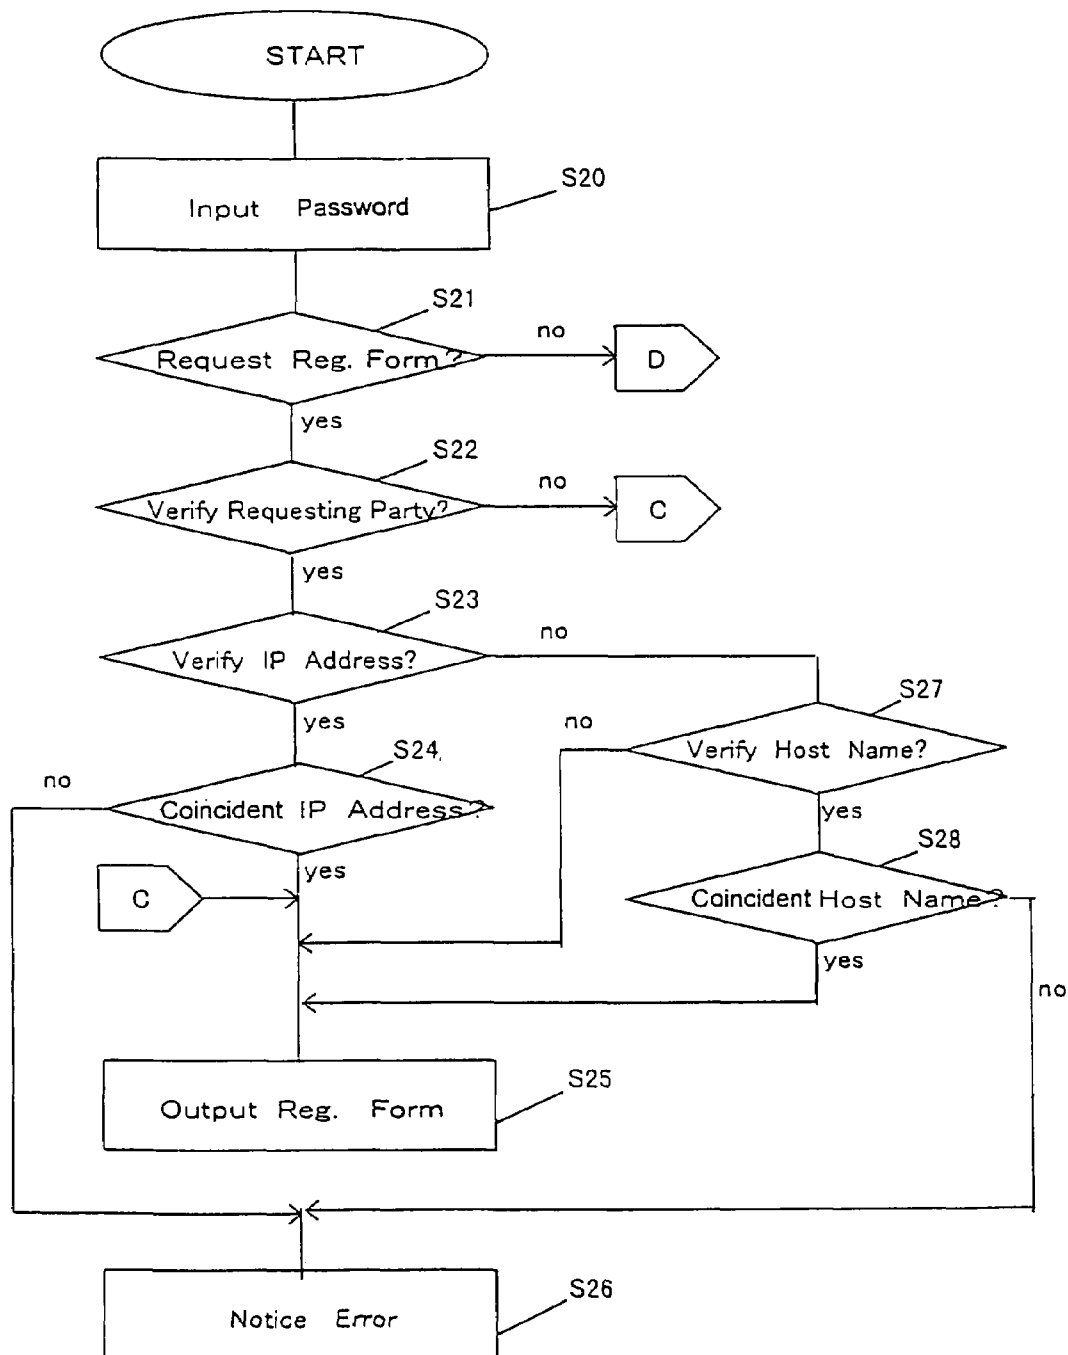 START
Input Password
S20
Request Reg. Form?
S21
no
D
yes
Verify Requesting Party?
S22
no
C
yes
Verify IP Address?
S23
no
yes
Verify Host Name?
S27
no
yes
Coincident IP Address?
S24
no
yes
C
Coincident Host Name?
S28
yes
no
Output Reg. Form
S25
Notice Error
S26